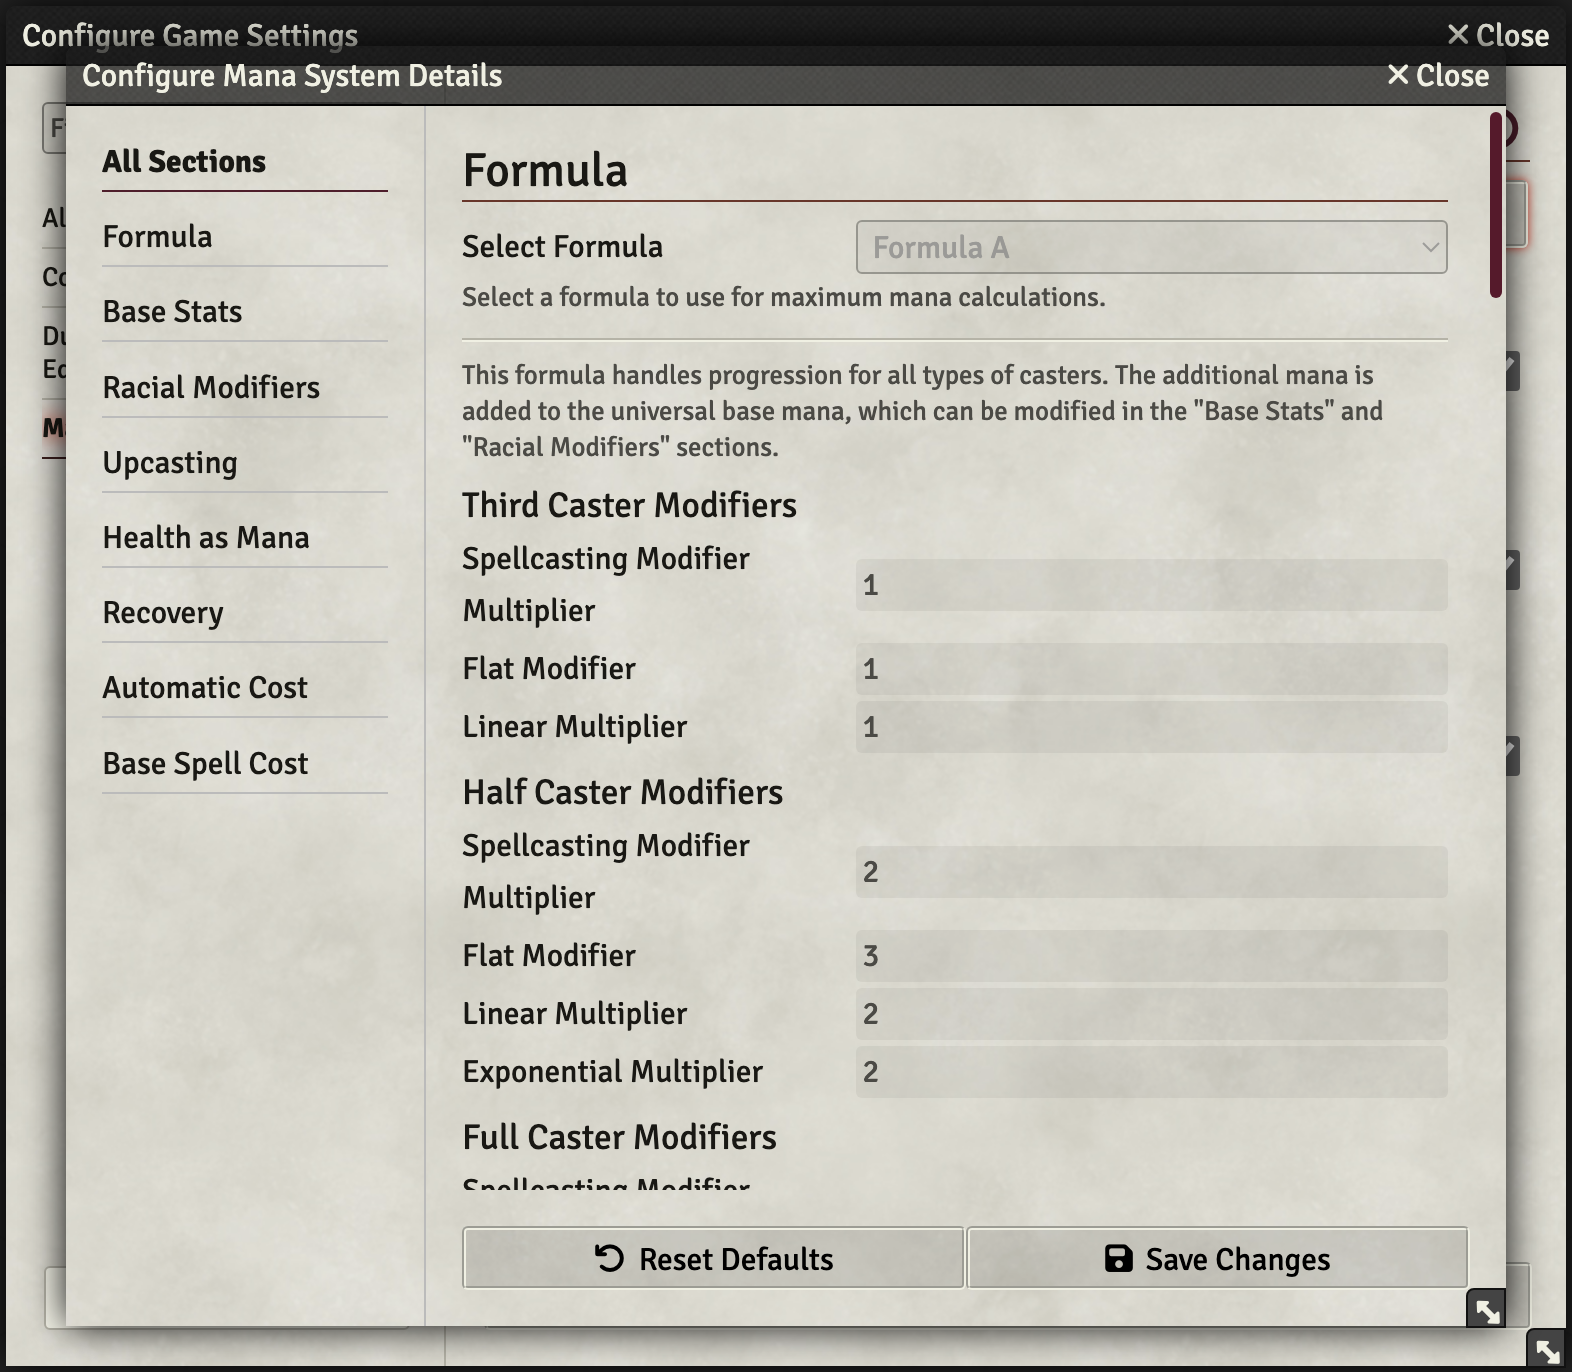 Configure Game Settings
Close
Configure Mana System Details
Close
All Sections
Formula
Base Stats
Racial Modifiers
Upcasting
Health as Mana
Recovery
Automatic Cost
Base Spell Cost
Formula
Select Formula
Formula A
Select a formula to use for maximum mana calculations.
This formula handles progression for all types of casters. The additional mana is
added to the universal base mana, which can be modified in the "Base Stats" and
"Racial Modifiers" sections.
Third Caster Modifiers
Spellcasting Modifier
Multiplier
1
Flat Modifier
1
Linear Multiplier
1
Half Caster Modifiers
Spellcasting Modifier
Multiplier
2
Flat Modifier
3
Linear Multiplier
2
Exponential Multiplier
2
Full Caster Modifiers
Spellcasting Modifier
Reset Defaults
Save Changes